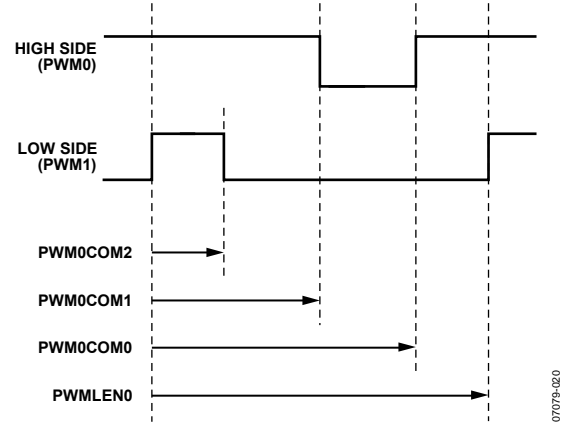 HIGH SIDE
(PWM0)
LOW SIDE
(PWM1)
PWM0COM2
PWM0COM1
PWM0COM0
PWMLEN0
07079-020